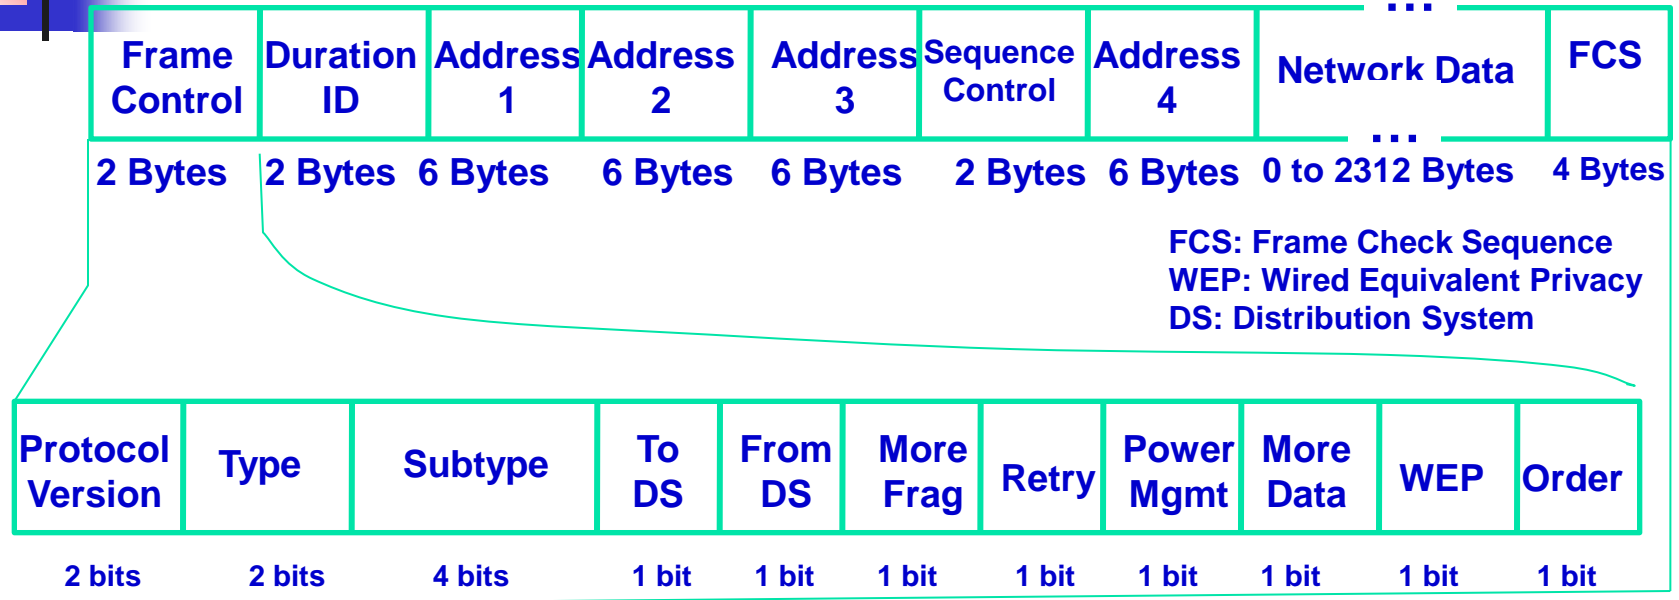 ...
Frame Duration Address Address Address Sequence Address Network Data FCS
Control ID 1 2 3 Control 4
...
2 Bytes 2 Bytes 6 Bytes 6 Bytes 6 Bytes 2 Bytes 6 Bytes 0 to 2312 Bytes 4 Bytes
FCS: Frame Check Sequence
WEP: Wired Equivalent Privacy
DS: Distribution System
Protocol Type Subtype To From More Retry Power More WEP Order
Version DS DS Frag Mgmt Data
2 bits 2 bits 4 bits 1 bit 1 bit 1 bit 1 bit 1 bit 1 bit 1 bit 1 bit